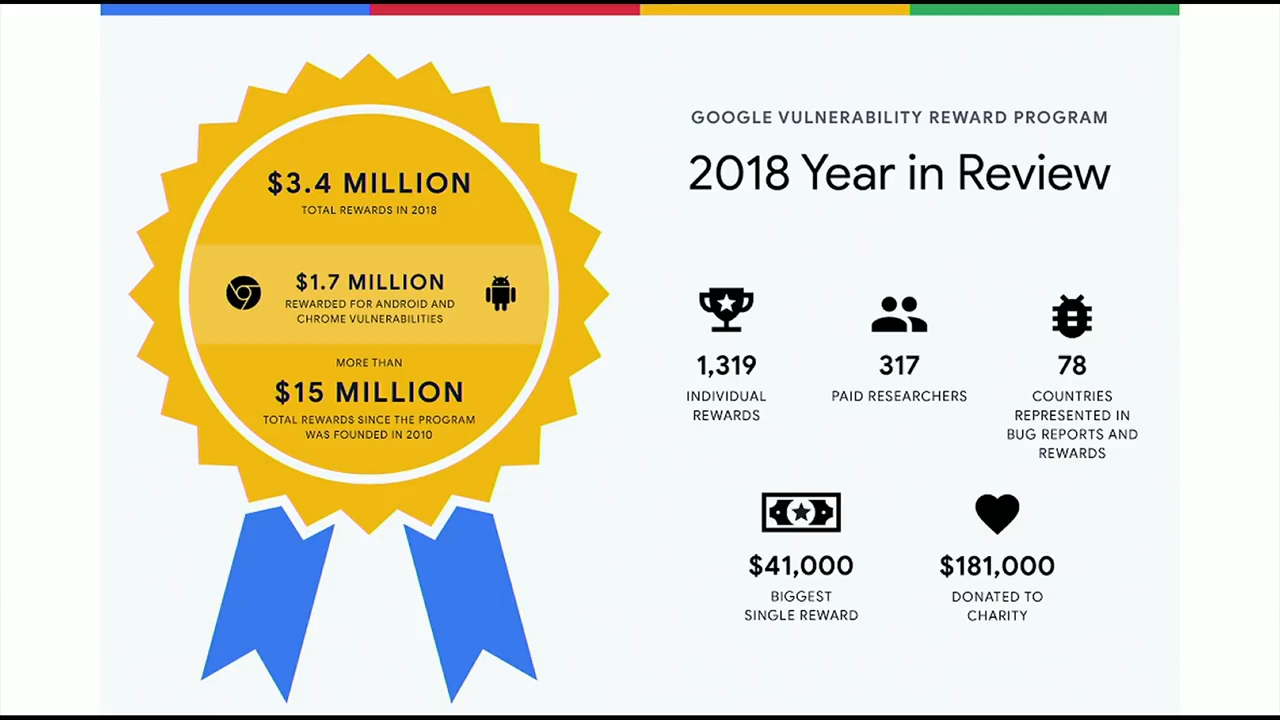 $3.4 MILLION
TOTAL REWARDS IN 2018
$1.7 MILLION
REWARDED FOR ANDROID AND
CHROME VULNERABILITIES
MORE THAN
$15 MILLION
TOTAL REWARDS SINCE THE PROGRAM
WAS FOUNDED IN 2010
GOOGLE VULNERABILITY REWARD PROGRAM
2018 Year in Review
1,319
INDIVIDUAL
REWARDS
317
PAID RESEARCHERS
78
COUNTRIES
REPRESENTED IN
BUG REPORTS AND
REWARDS
$41,000
BIGGEST
SINGLE REWARD
$181,000
DONATED TO
CHARITY